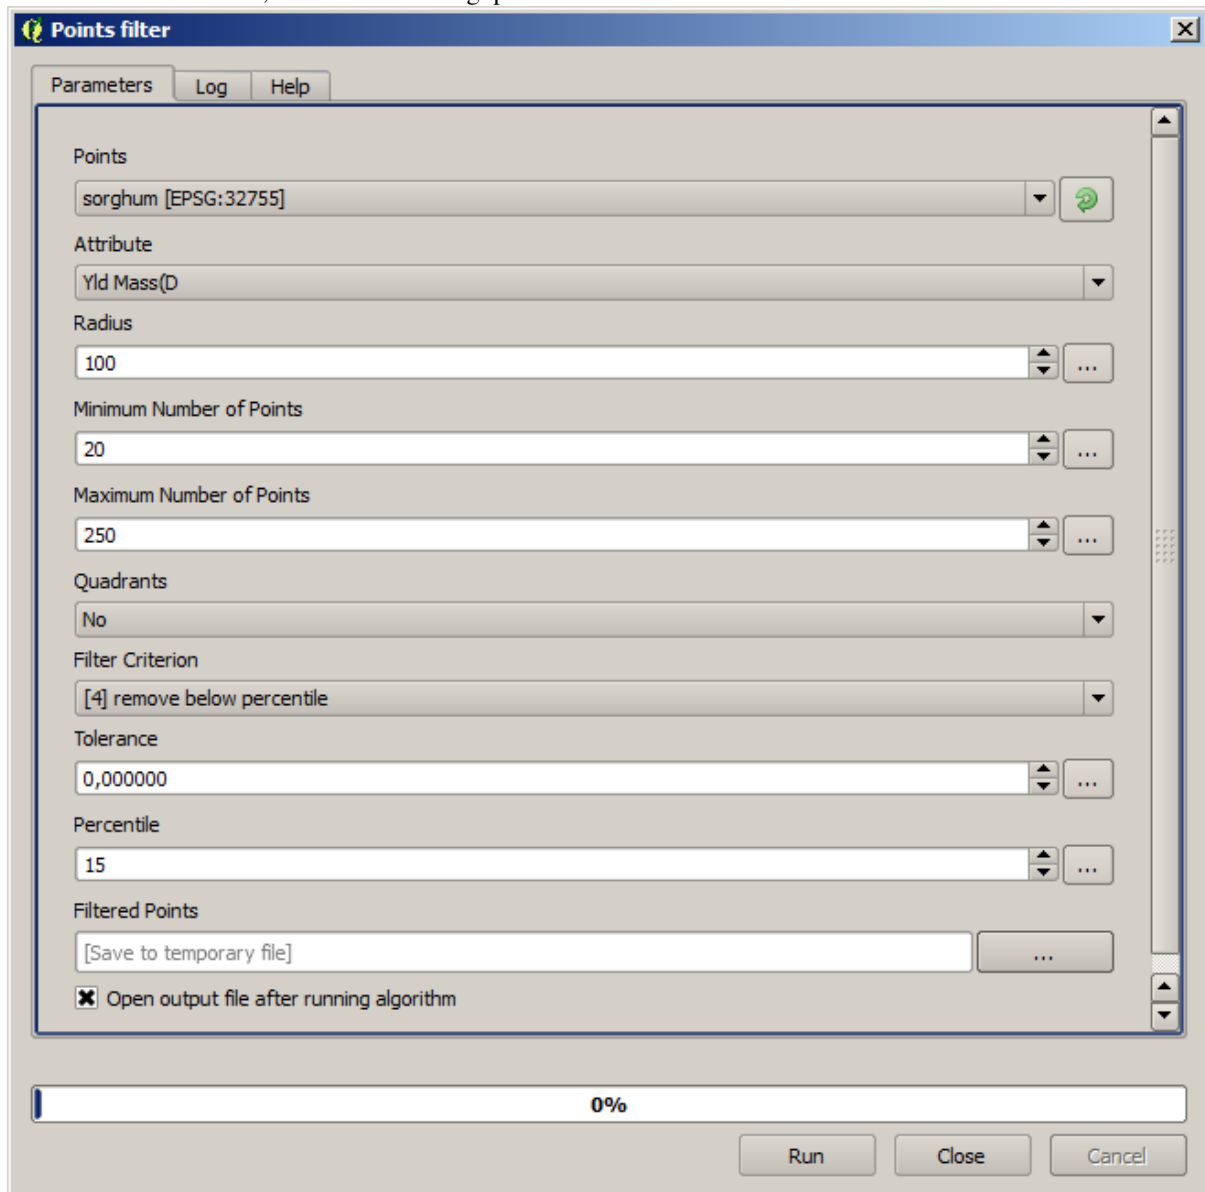 Points filter
Parameters Log Help
Points
sorghum [EPSG:32755]
Attribute
Yld Mass(D
Radius
100
...
Minimum Number of Points
20
...
Maximum Number of Points
250
...
Quadrants
No
Filter Criterion
[4] remove below percentile
Tolerance
0,000000
...
Percentile
15
...
Filtered Points
[Save to temporary file]
...
Open output file after running algorithm
0%
Run Close Cancel